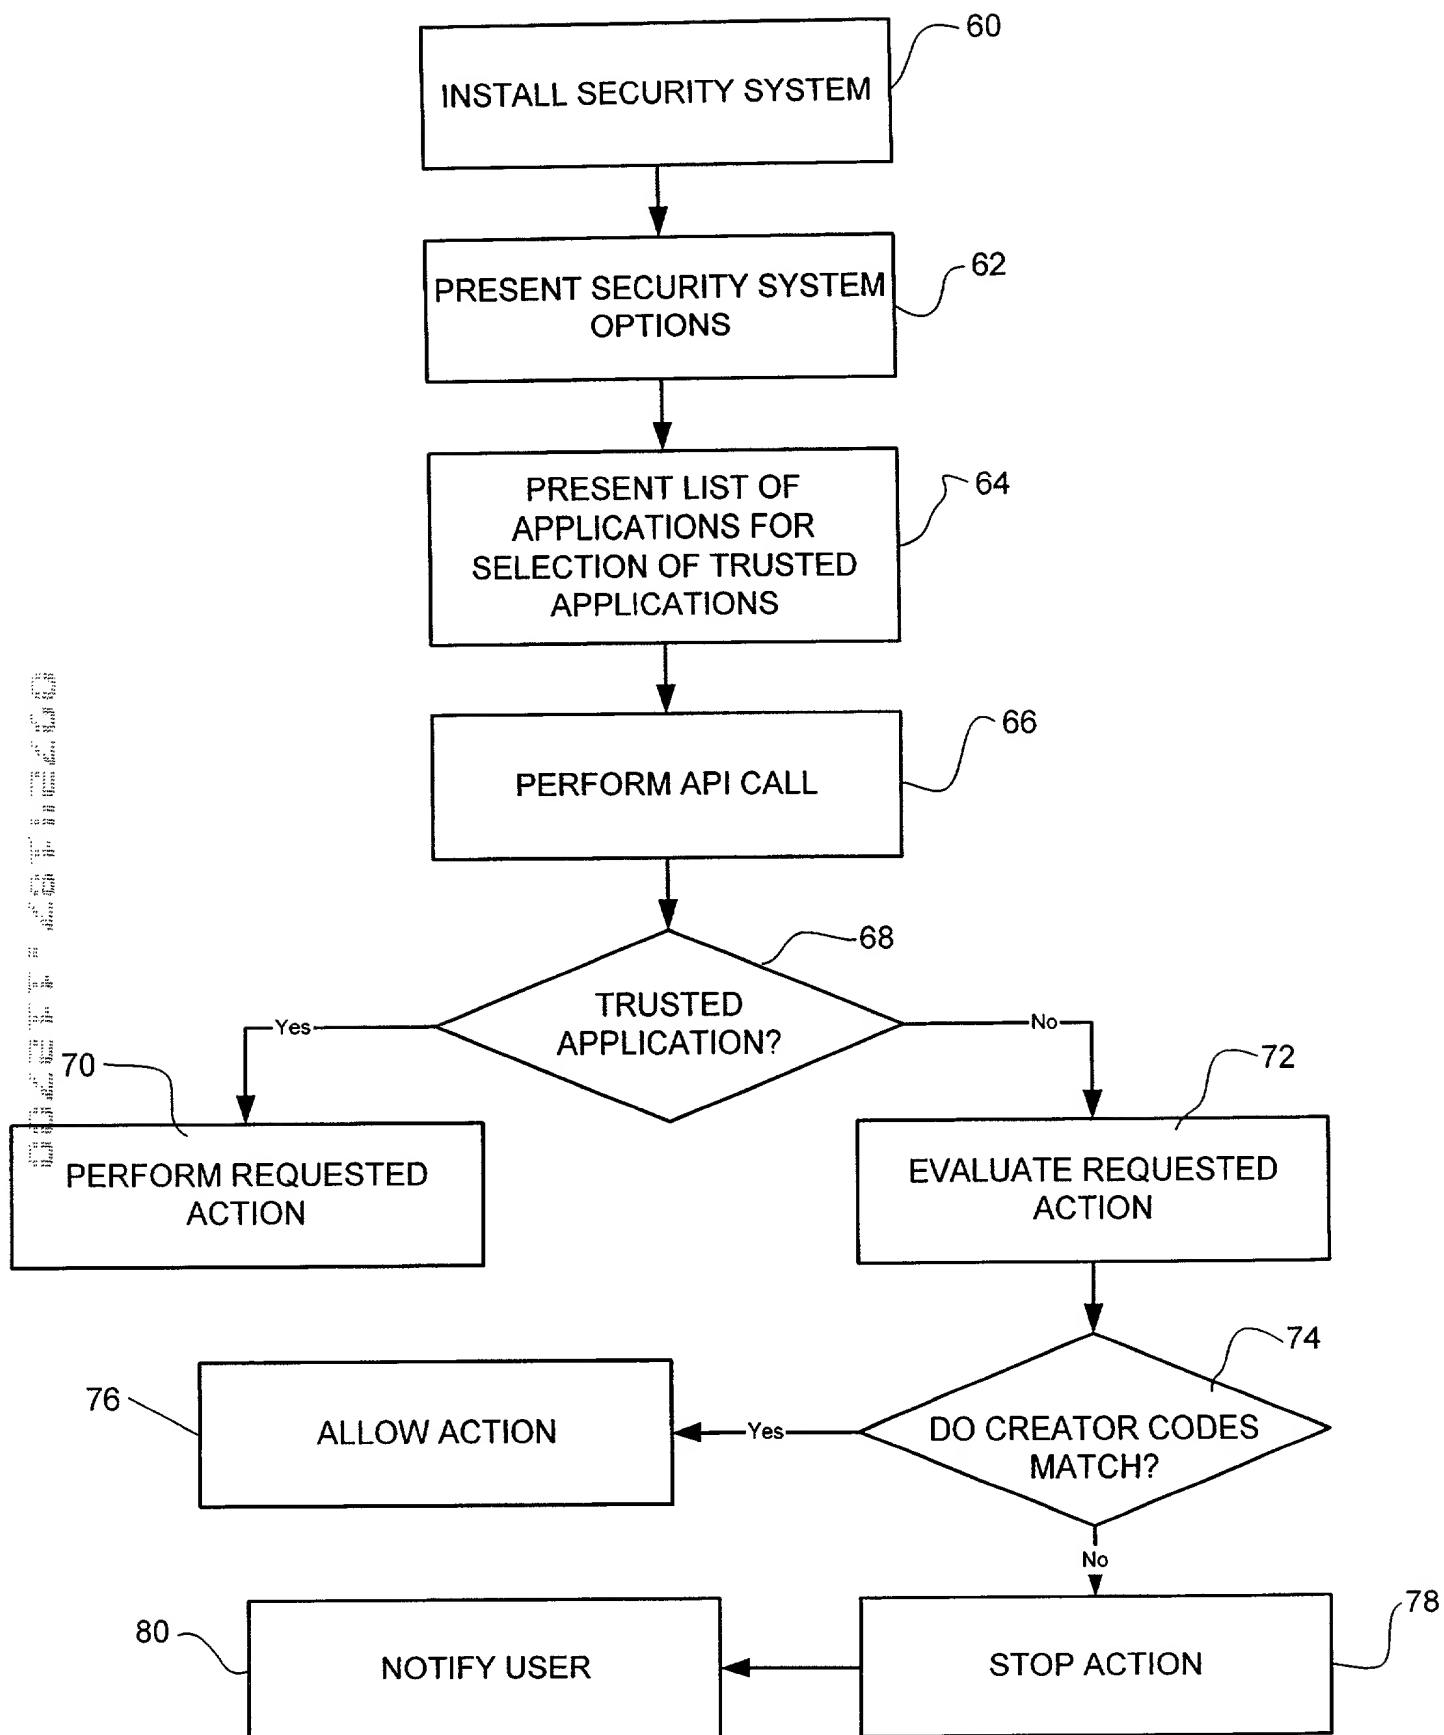 60
INSTALL SECURITY SYSTEM
62
PRESENT SECURITY SYSTEM
OPTIONS
64
PRESENT LIST OF
APPLICATIONS FOR
SELECTION OF TRUSTED
APPLICATIONS
66
PERFORM API CALL
68
TRUSTED
APPLICATION?
Yes
No
70
72
PERFORM REQUESTED
ACTION
EVALUATE REQUESTED
ACTION
74
76
ALLOW ACTION
Yes
DO CREATOR CODES
MATCH?
No
78
80
NOTIFY USER
STOP ACTION